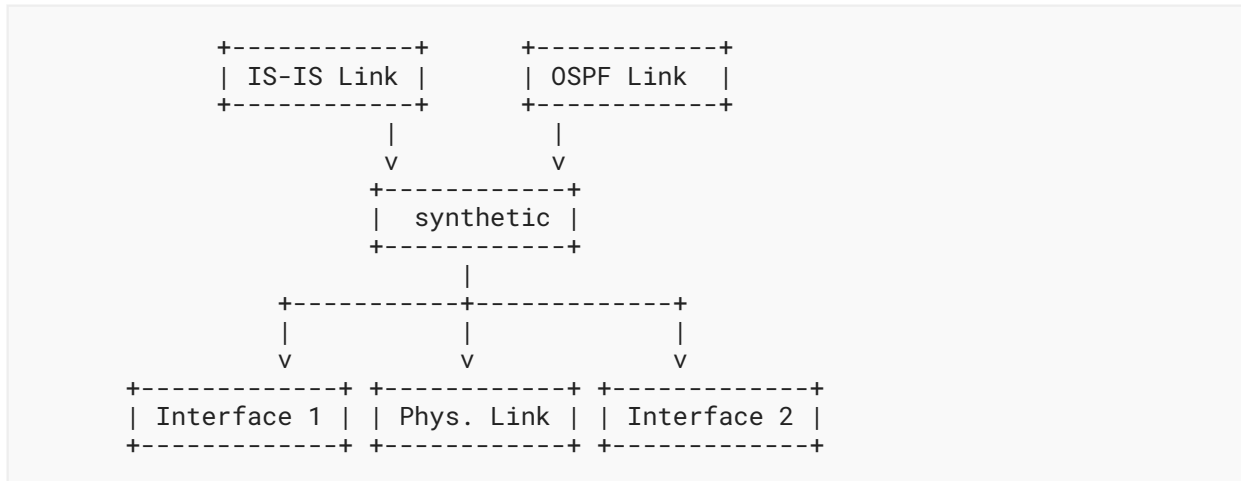 +------------+      +------------+
| IS-IS Link |      | OSPF Link  |
+------------+      +------------+
|          |
v          v
+------------+
|  synthetic |
+------------+
|
+-----------+-------------+
|           |             |
v           v             v
+-------------+ +------------+ +-------------+
| Interface 1 | | Phys. Link | | Interface 2 |
+-------------+ +------------+ +-------------+